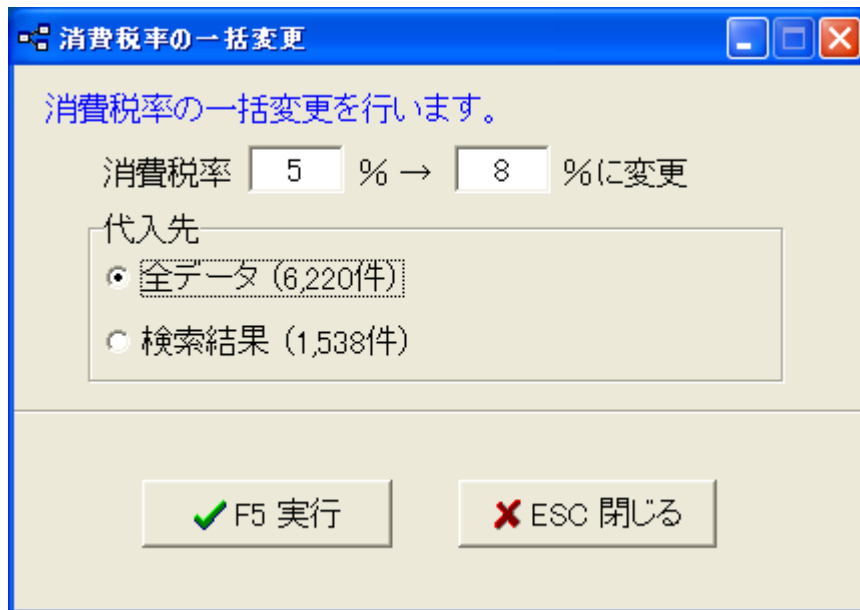 消費税率の一括変更
消費税率の一括変更を行います。
消費税率 5 % → 8 %に変更
代入先
全データ (6,220件)
検索結果 (1,538件)
F5 実行
ESC 閉じる